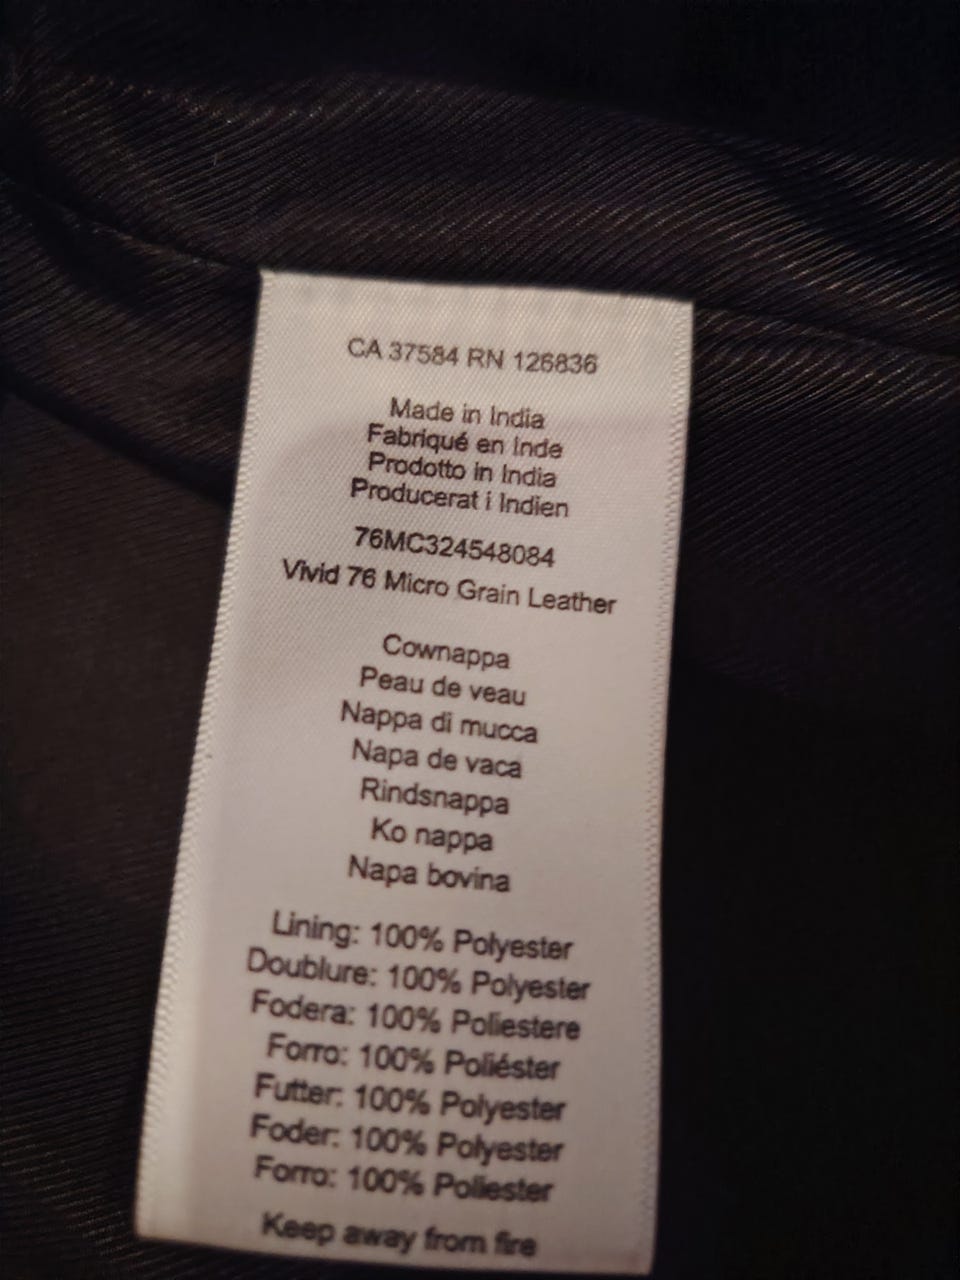 CA 37584 RN 126836
Made in India
Fabriqué en Inde
Prodotto in India
Producerat i Indien
76MC324548084
Vivid 76 Micro Grain Leather
Cownappa
Peau de veau
Nappa di mucca
Napa de vaca
Rindsnappa
Ko nappa
Napa bovina
Lining: 100% Polyester
Doublure: 100% Polyester
Fodera: 100% Poliestere
Forro: 100% Poliéster
Futter: 100% Polyester
Foder: 100% Polyester
Forro: 100% Poliester
Keep away from fire